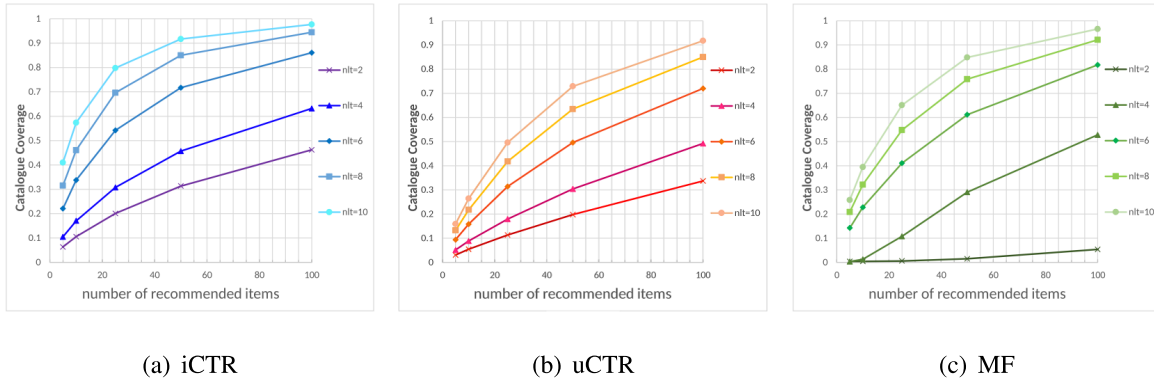 1
0.9
0.8
0.7
0.6
0.5
0.4
0.3
0.2
0.1
0
Catalogue Coverage
0 20 40 60 80 100
number of recommended items
nlt=2
nlt=4
nlt=6
nlt=8
nlt=10
(a) iCTR
1
0.9
0.8
0.7
0.6
0.5
0.4
0.3
0.2
0.1
0
Catalogue Coverage
0 20 40 60 80 100
number of recommended items
nlt=2
nlt=4
nlt=6
nlt=8
nlt=10
(b) uCTR
1
0.9
0.8
0.7
0.6
0.5
0.4
0.3
0.2
0.1
0
Catalogue Coverage
0 20 40 60 80 100
number of recommended items
nlt=2
nlt=4
nlt=6
nlt=8
nlt=10
(c) MF